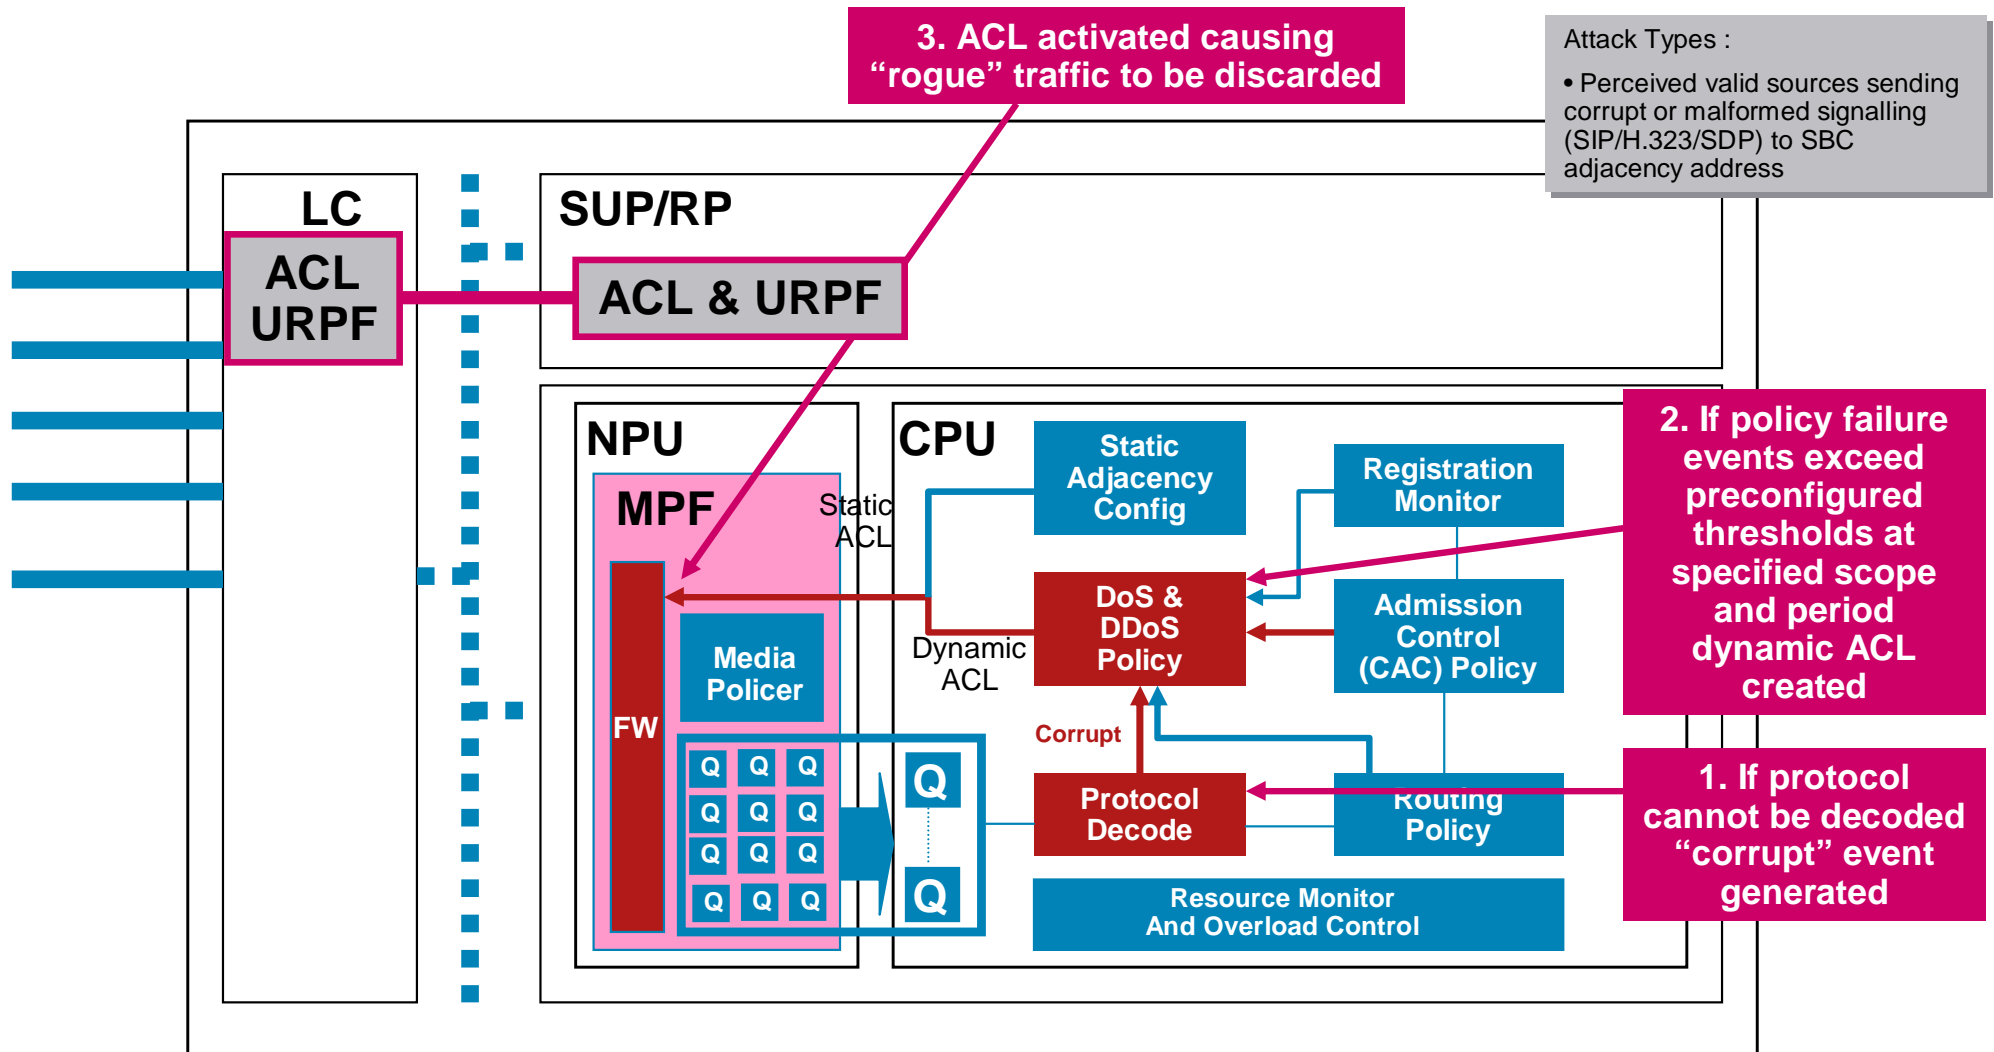 3. ACL activated causing
“rogue” traffic to be discarded
Attack Types :
• Perceived valid sources sending
corrupt or malformed signalling
(SIP/H.323/SDP) to SBC
adjacency address
LC
ACL
URPF
SUP/RP
ACL & URPF
NPU
MPF
FW
Media
Policer
Q Q Q
Q Q Q
Q Q Q
Q Q Q
Static
ACL
Dynamic
ACL
CPU
Static
Adjacency
Config
Registration
Monitor
DoS &
DDoS
Policy
Admission
Control
(CAC) Policy
Corrupt
Q
Q
Protocol
Decode
Routing
Policy
Resource Monitor
And Overload Control
2. If policy failure
events exceed
preconfigured
thresholds at
specified scope
and period
dynamic ACL
created
1. If protocol
cannot be decoded
“corrupt” event
generated